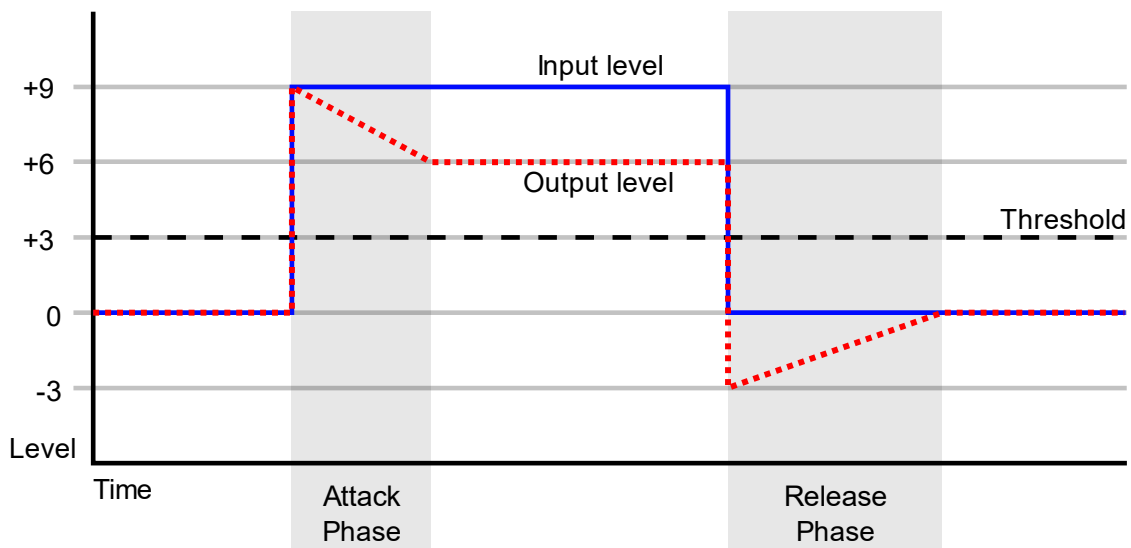 Input level
+9
+6
Output level
Threshold
+3
0
-3
Level
Time
Attack
Phase
Release
Phase